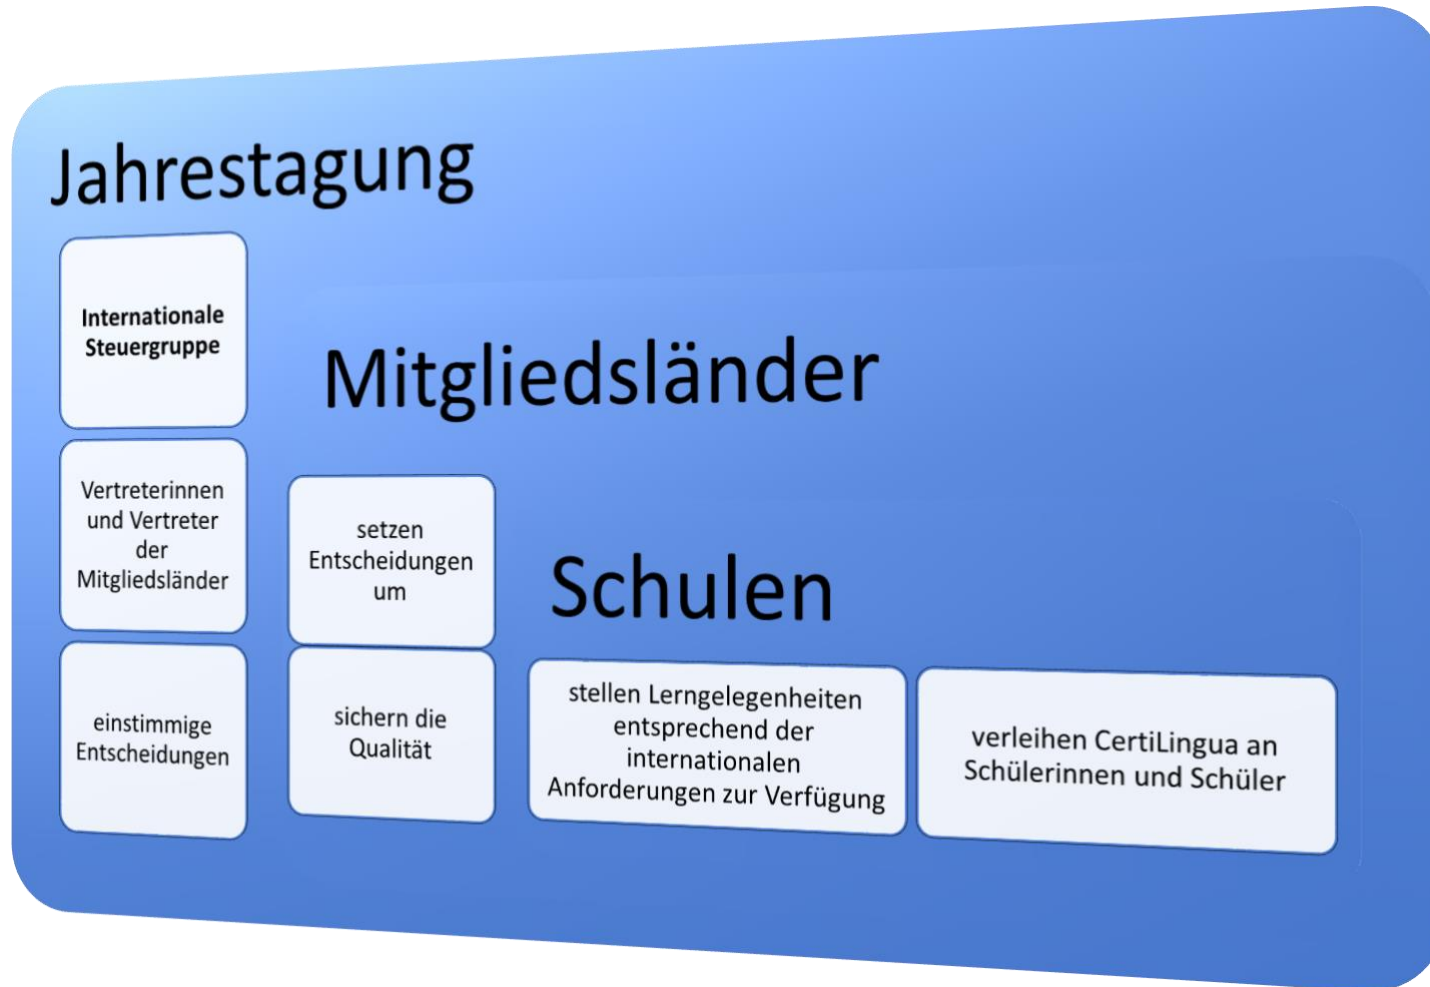 Jahrestagung
Internationale
Steuergruppe
Vertreterinnen
und Vertreter
der
Mitgliedsländer
einstimmige
Entscheidungen
Mitgliedsländer
setzen
Entscheidungen
um
sichern die
Qualität
Schulen
stellen Lerngelegenheiten
entsprechend der
internationalen
Anforderungen zur Verfügung
verleihen CertiLingua an
Schülerinnen und Schüler